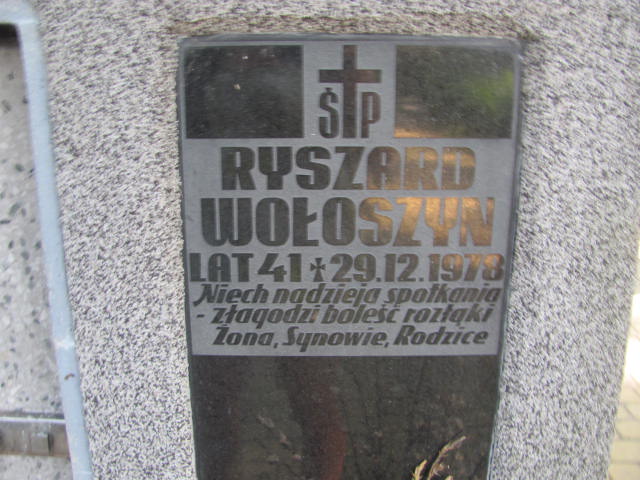 ŚP
RYSZARD
WOŁOSZYN
LAT 41 ✝ 29.12.1978
Niech nadzieja spotkania
- złagodzi boleść rozłąki
Żona, Synowie, Rodzice